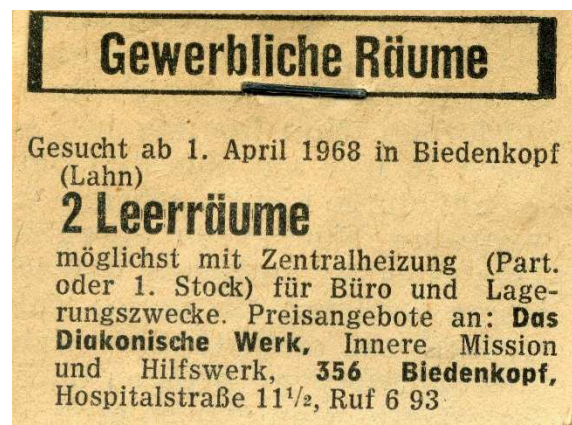 Gewerbliche Räume
Gesucht ab 1. April 1968 in Biedenkopf
(Lahn)
2 Leerräume
möglichst mit Zentralheizung (Part.
oder 1. Stock) für Büro und Lage-
rungszwecke. Preisangebote an: Das
Diakonische Werk, Innere Mission
und Hilfswerk, 356 Biedenkopf,
Hospitalstraße 11½, Ruf 6 93